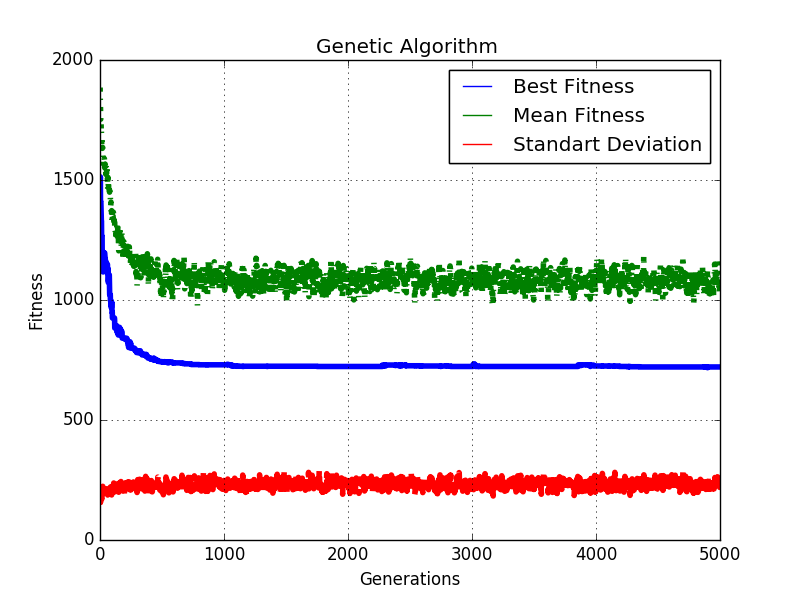 Genetic Algorithm
2000
Best Fitness
Mean Fitness
Standart Deviation
1500
1000
Fitness
500
0
0 1000 2000 3000 4000 5000
Generations